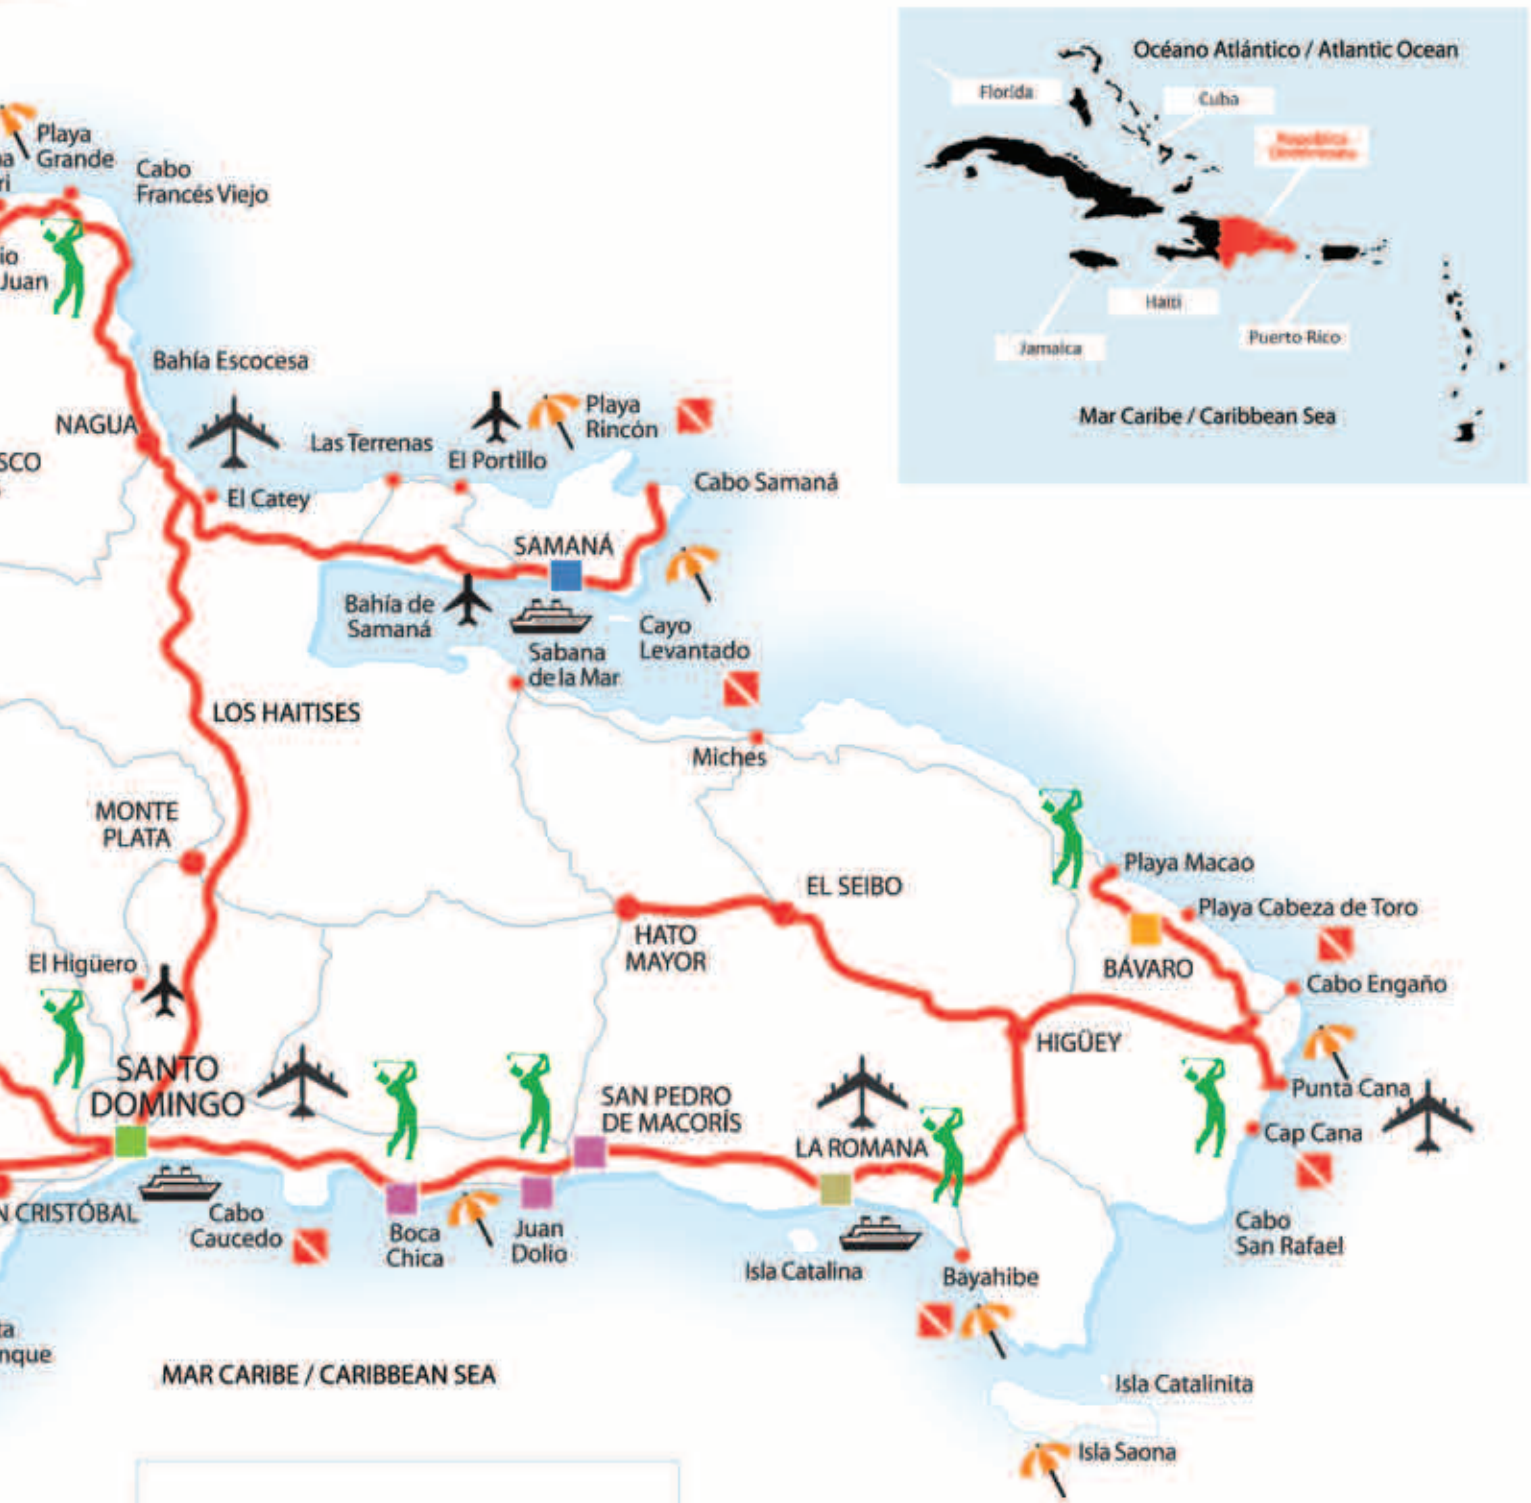 Océano Atlántico / Atlantic Ocean
Florida
Cuba
Haiti
Jamaica
Puerto Rico
Mar Caribe / Caribbean Sea
Playa
Grande
Cabo
Francés Viejo
Juan
Bahía Escocesa
NAGUA
Las Terrenas
El Portillo
Playa
Rincón
El Catey
Cabo Samaná
SAMANÁ
Bahía de
Samaná
Sabana
de la Mar
Cayo
Levantado
LOS HAITISES
Miches
MONTE
PLATA
EL SEIBO
Playa Macao
Playa Cabeza de Toro
HATO
MAYOR
BÁVARO
El Higüero
Cabo Engaño
HIGÜEY
SANTO
DOMINGO
SAN PEDRO
DE MACORÍS
Punta Cana
LA ROMANA
Cap Cana
N CRISTÓBAL
Cabo
Caucedo
Boca
Chica
Juan
Dolio
Cabo
San Rafael
Isla Catalina
Bayahibe
MAR CARIBE / CARIBBEAN SEA
Isla Catalinita
Isla Saona